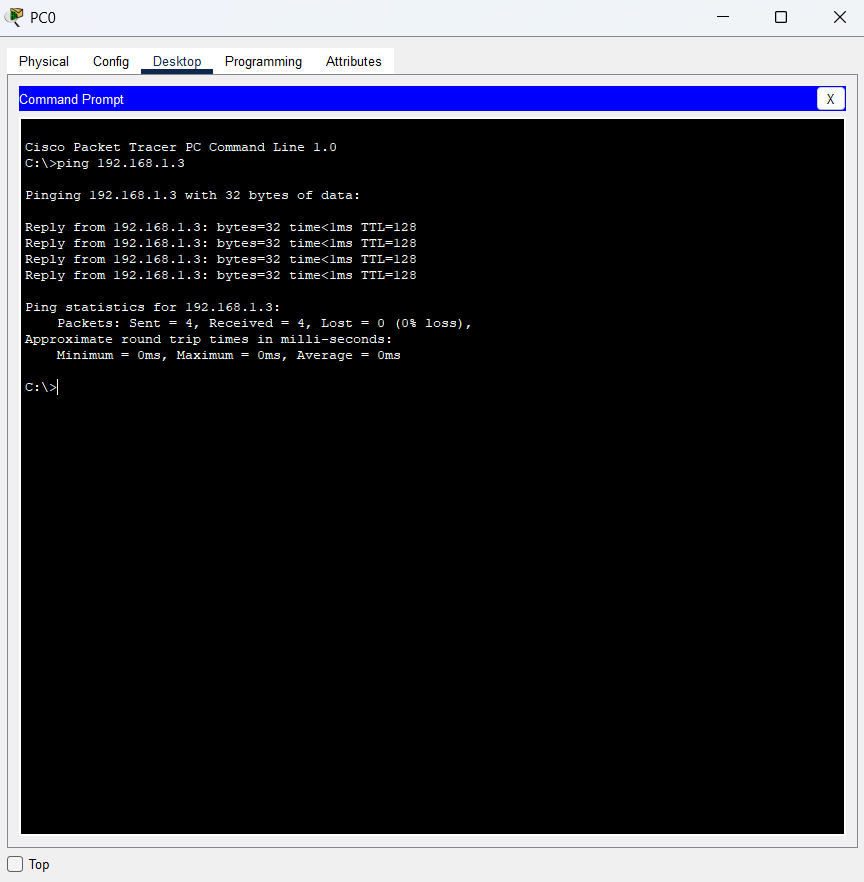 PC0
Physical Config Desktop Programming Attributes
Command Prompt X
Cisco Packet Tracer PC Command Line 1.0
C:\>ping 192.168.1.3
Pinging 192.168.1.3 with 32 bytes of data:
Reply from 192.168.1.3: bytes=32 time<1ms TTL=128
Reply from 192.168.1.3: bytes=32 time<1ms TTL=128
Reply from 192.168.1.3: bytes=32 time<1ms TTL=128
Reply from 192.168.1.3: bytes=32 time<1ms TTL=128
Ping statistics for 192.168.1.3:
    Packets: Sent = 4, Received = 4, Lost = 0 (0% loss),
Approximate round trip times in milli-seconds:
    Minimum = 0ms, Maximum = 0ms, Average = 0ms
C:\>
Top